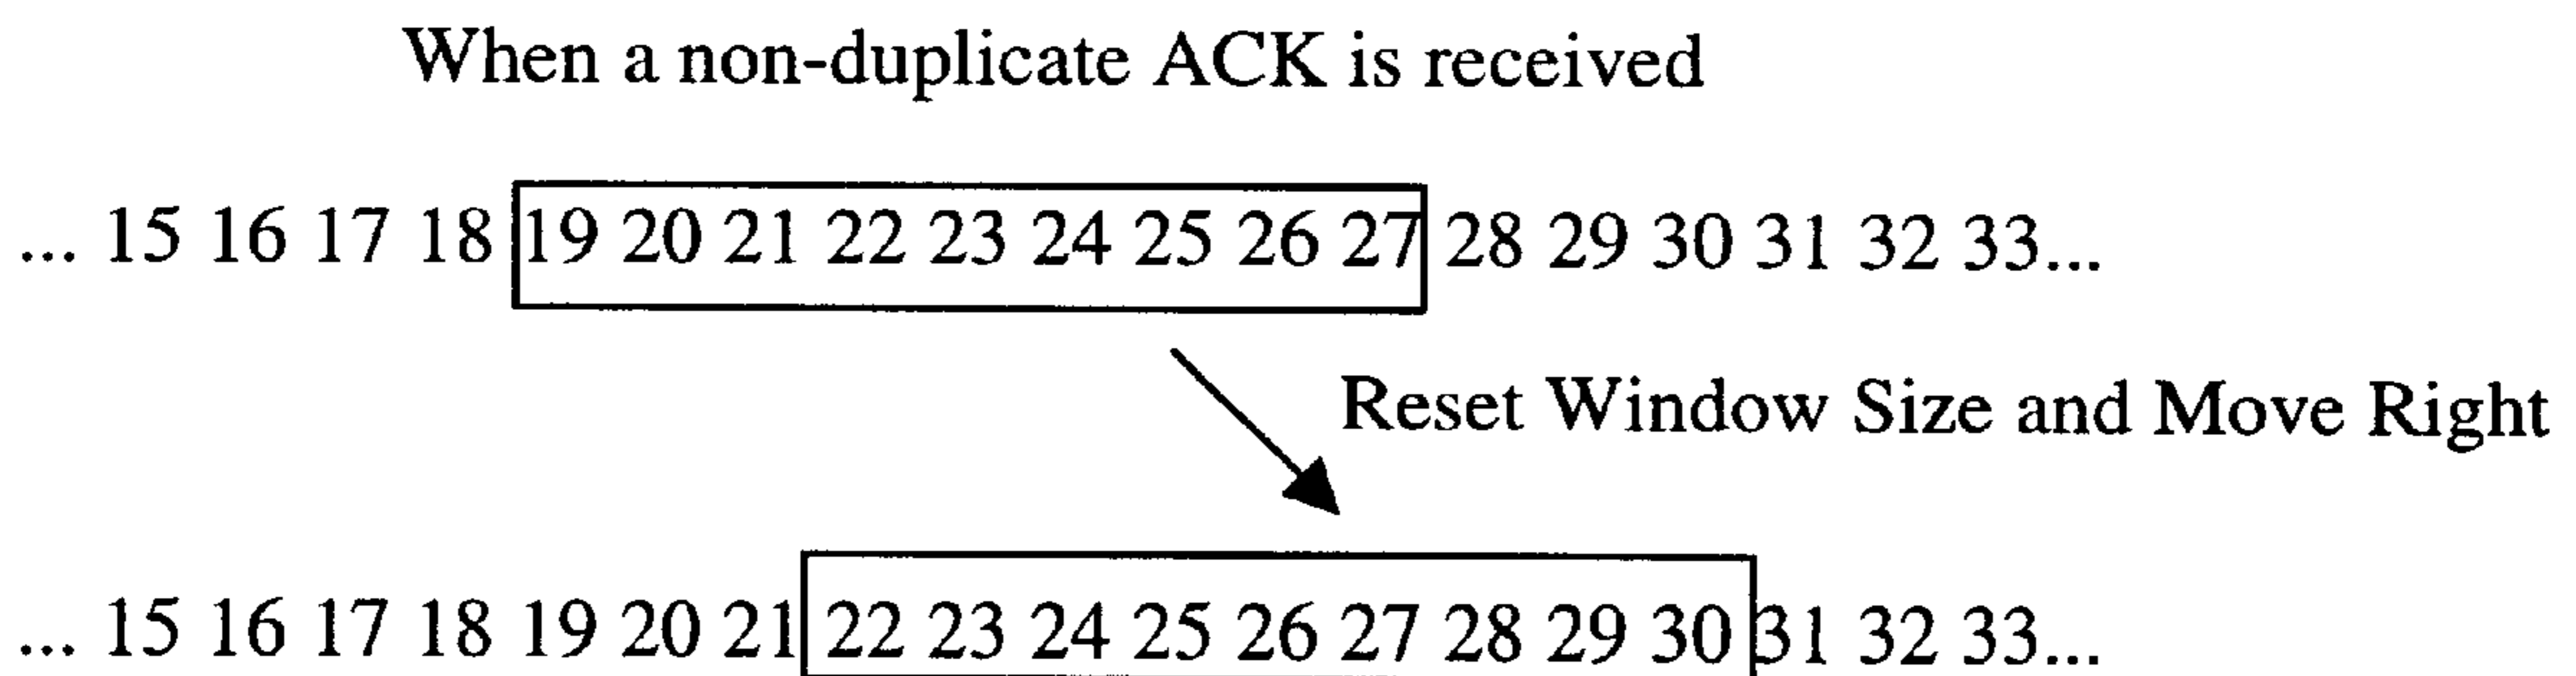 When a non-duplicate ACK is received
... 15 16 17 18 19 20 21 22 23 24 25 26 27 28 29 30 31 32 33...
Reset Window Size and Move Right
... 15 16 17 18 19 20 21 22 23 24 25 26 27 28 29 30 31 32 33...